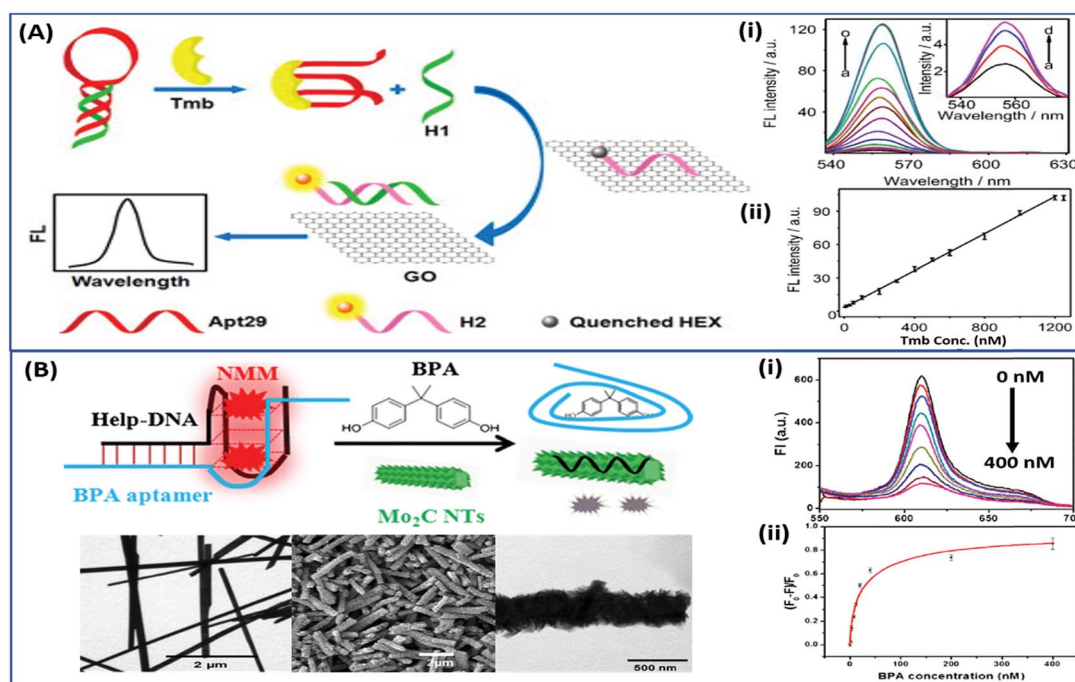 (A)
Tmb
+
H1
FL
Wavelength
GO
Apt29
H2
Quenched HEX
(i)
FL intensity / a.u.
120
80
40
o
a
540
570
600
630
Wavelength / nm
Intensity / a.u.
4
2
d
a
540
560
Wavelength / nm
(ii)
FL intensity / a.u.
90
60
30
0
0
400
800
1200
Tmb Conc. (nM)
(B)
NMM
Help-DNA
BPA aptamer
BPA
HO
OH
Mo₂C NTs
HO
OH
2 μm
2μm
500 nm
(i)
FI (a.u.)
600
400
200
0
0 nM
400 nM
550
600
650
700
(ii)
(F₀-F)/F₀
1.0
0.8
0.6
0.4
0.2
0.0
0
100
200
300
400
BPA concentration (nM)